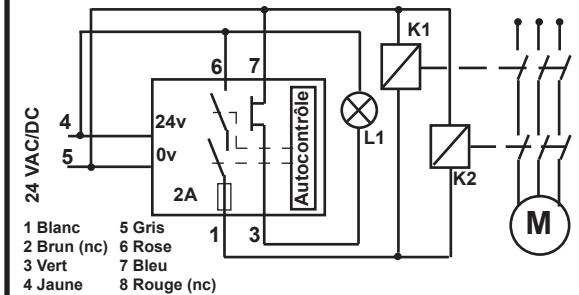 K1
6 7
4 24v
24 VAC/DC
5 0v
Autocontrôle
L1
K2
2A
M
1 3
1 Blanc 5 Gris
2 Brun (nc) 6 Rose
3 Vert 7 Bleu
4 Jaune 8 Rouge (nc)